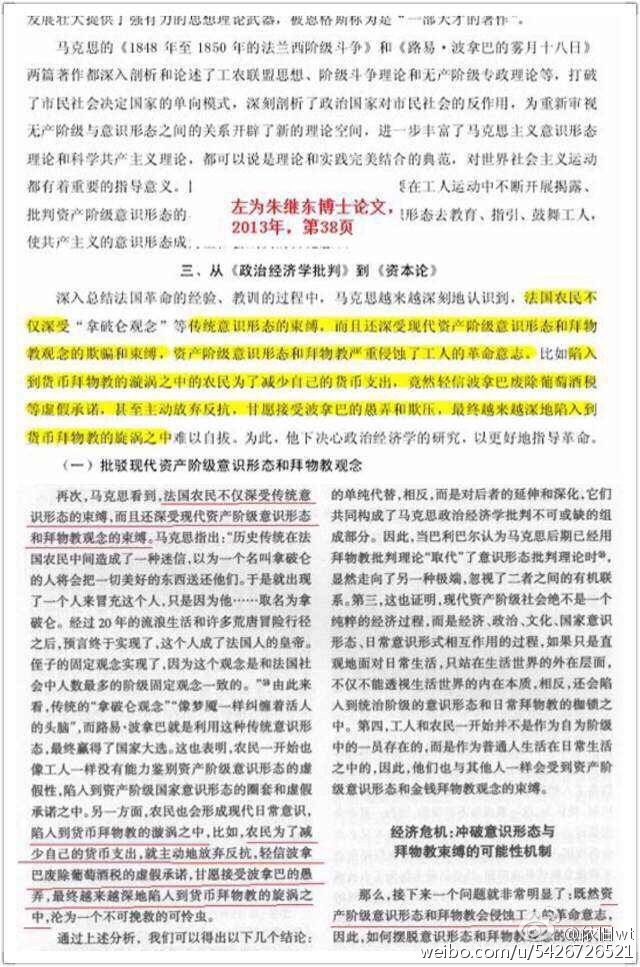 发展壮大提供了强有力的思想理论武器，被恩格斯称为是“一部天才的著作”。
马克思的《1848 年至 1850 年的法兰西阶级斗争》和《路易·波拿巴的雾月十八日》
两篇著作都深入剖析和论述了工农联盟思想、阶级斗争理论和无产阶级专政理论等，打破
了市民社会决定国家的单向模式，深刻剖析了政治国家对市民社会的反作用，为重新审视
无产阶级与意识形态之间的关系开辟了新的理论空间，进一步丰富了马克思主义意识形态
理论和科学共产主义理论，都可以说是理论和实践完美结合的典范，对世界社会主义运动
都有着重要的指导意义。
在工人运动中不断开展揭露、
批判资产阶级意识形态的
识形态去教育、指引、鼓舞工人，
使共产主义的意识形态成
左为朱继东博士论文，
2013年，第38页
三、从《政治经济学批判》到《资本论》
深入总结法国革命的经验、教训的过程中，马克思越来越深刻地认识到，法国农民不
仅深受“拿破仑观念”等传统意识形态的束缚，而且还深受现代资产阶级意识形态和拜物
教观念的欺骗和束缚，资产阶级意识形态和拜物教严重侵蚀了工人的革命意志。比如陷入
到货币拜物教的漩涡之中的农民为了减少自己的货币支出，竟然轻信波拿巴废除葡萄酒税
等虚假承诺，甚至主动放弃反抗，甘愿接受波拿巴的愚弄和欺压，最终越来越深地陷入到
货币拜物教的旋涡之中难以自拔。为此，他下决心政治经济学的研究，以更好地指导革命。
（一）批驳现代资产阶级意识形态和拜物教观念
再次，马克思看到，法国农民不仅深受传统意
识形态的束缚，而且还深受现代资产阶级意识形态
和拜物教观念的束缚。马克思指出：“历史传统在法
国农民中间造成了一种迷信，以为一个名叫拿破仑
的人将会把一切美好的东西送还他们。于是就出现
了一个人来冒充这个人，只是因为他……取名为拿
破仑。经过 20 年的流浪生活和许多荒唐冒险行径
之后，预言终于实现了，这个人成了法国人的皇帝。
侄子的固定观念实现了，因为这个观念是和法国社
会中人数最多的阶级固定观念一致的。”由此来
看，传统的“拿破仑观念”“像梦魇一样纠缠着活人
的头脑”，而路易·波拿巴就是利用这种传统意识形
态，最终赢得了国家大选。这也表明，农民一开始也
像工人一样没有能力鉴别资产阶级意识形态的虚
假性，陷入到资产阶级国家意识形态的圈套和虚假
承诺之中。另一方面，农民也会形成现代日常意识，
陷入到货币拜物教的漩涡之中，比如，农民为了减
少自己的货币支出，就主动地放弃反抗，轻信波拿
巴废除葡萄酒税的虚假承诺，甘愿接受波拿巴的愚
弄，最终越来越深地陷入到货币拜物教的漩涡之
中，沦为一个不可挽救的可怜虫。
通过上述分析，我们可以得出以下几个结论：
的单纯代替，相反，而是对后者的延伸和深化，它们
共同构成了马克思政治经济学批判不可或缺的组
成部分。因此，当巴利巴尔认为马克思后期已经用
拜物教批判理论“取代”了意识形态批判理论时，
显然走向了另一种极端，忽视了二者之间的有机联
系。第三，这也证明，现代资产阶级社会绝不是一个
纯粹的经济过程，而是经济、政治、文化、国家意识
形态、日常意识形式相互作用的过程，如果只是直
观地面对日常生活，只站在生活世界的外在层面，
不仅不能透视生活世界的内在本质，相反，还会陷
入到统治阶级的意识形态和日常拜物教的枷锁之
中。第四，工人和农民一开始并不是作为自为阶级
中的一员存在的，而是作为普通人生活在日常生活
之中的，因此，他们也与其他人一样会受到资产阶
级意识形态和金钱拜物教观念的束缚。
经济危机：冲破意识形态与
拜物教束缚的可能性机制
那么，接下来一个问题就非常明显了：既然资
产阶级意识形态和拜物教会侵蚀工人的革命意志，
因此，如何摆脱意识形态和拜物教观念的束缚
@依旧wt
weibo.com/u/5426726521